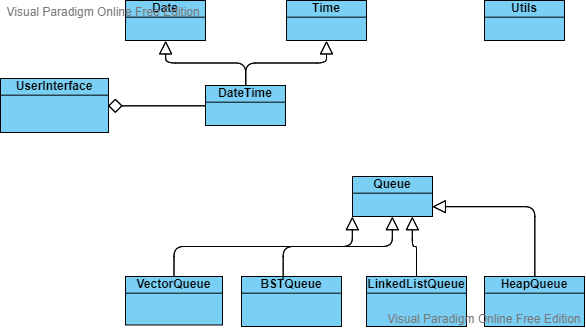 Visual Paradigm Online Free Edition
Date
Time
Utils
UserInterface
DateTime
Queue
VectorQueue
BSTQueue
LinkedListQueue
HeapQueue
Visual Paradigm Online Free Edition